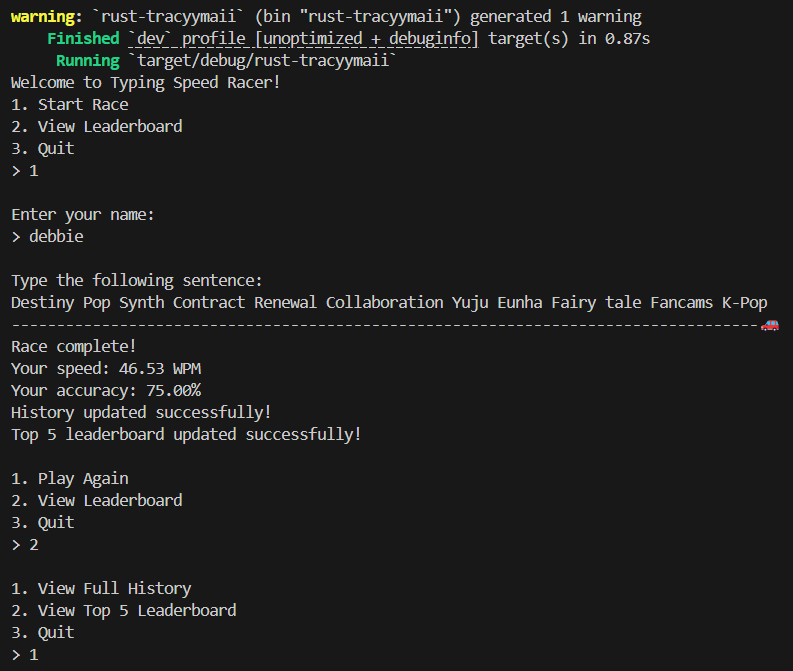 warning: `rust-tracyymaii` (bin "rust-tracyymaii") generated 1 warning
Finished `dev` profile [unoptimized + debuginfo] target(s) in 0.87s
Running `target/debug/rust-tracyymaii`
Welcome to Typing Speed Racer!
1. Start Race
2. View Leaderboard
3. Quit
> 1
Enter your name:
> debbie
Type the following sentence:
Destiny Pop Synth Contract Renewal Collaboration Yuju Eunha Fairy tale Fancams K-Pop
-----------------------------------------------------------------------------------🚗
Race complete!
Your speed: 46.53 WPM
Your accuracy: 75.00%
History updated successfully!
Top 5 leaderboard updated successfully!
1. Play Again
2. View Leaderboard
3. Quit
> 2
1. View Full History
2. View Top 5 Leaderboard
3. Quit
> 1